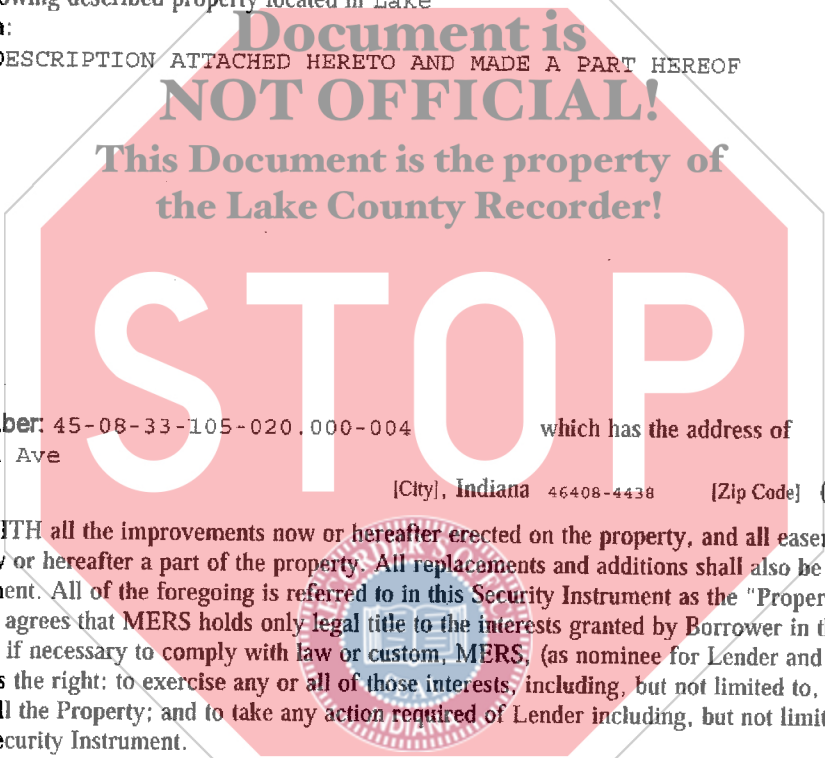 owing described property located in Lake
Document is
DESCRIPTION ATTACHED HERETO AND MADE A PART HEREOF
NOT OFFICIAL!
This Document is the property of
the Lake County Recorder!
STOP
ber: 45-08-33-105-020.000-004 which has the address of
Ave
[City], Indiana 46408-4438 [Zip Code] (
ITH all the improvements now or hereafter erected on the property, and all easer
or hereafter a part of the property. All replacements and additions shall also be
ent. All of the foregoing is referred to in this Security Instrument as the "Proper
agrees that MERS holds only legal title to the interests granted by Borrower in t
if necessary to comply with law or custom, MERS, (as nominee for Lender and
s the right: to exercise any or all of those interests, including, but not limited to,
ll the Property; and to take any action required of Lender including, but not limit
ecurity Instrument.
RECORDER'S OFFICE
INDIANA